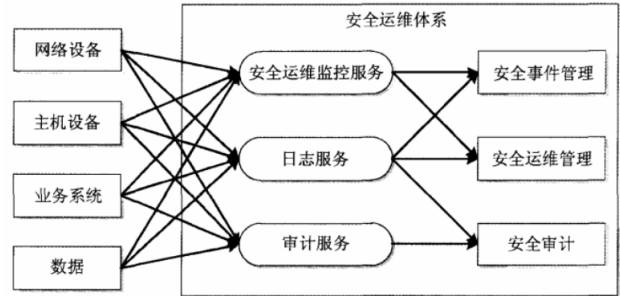 安全运维体系
网络设备
安全运维监控服务
安全事件管理
主机设备
日志服务
安全运维管理
业务系统
审计服务
安全审计
数据